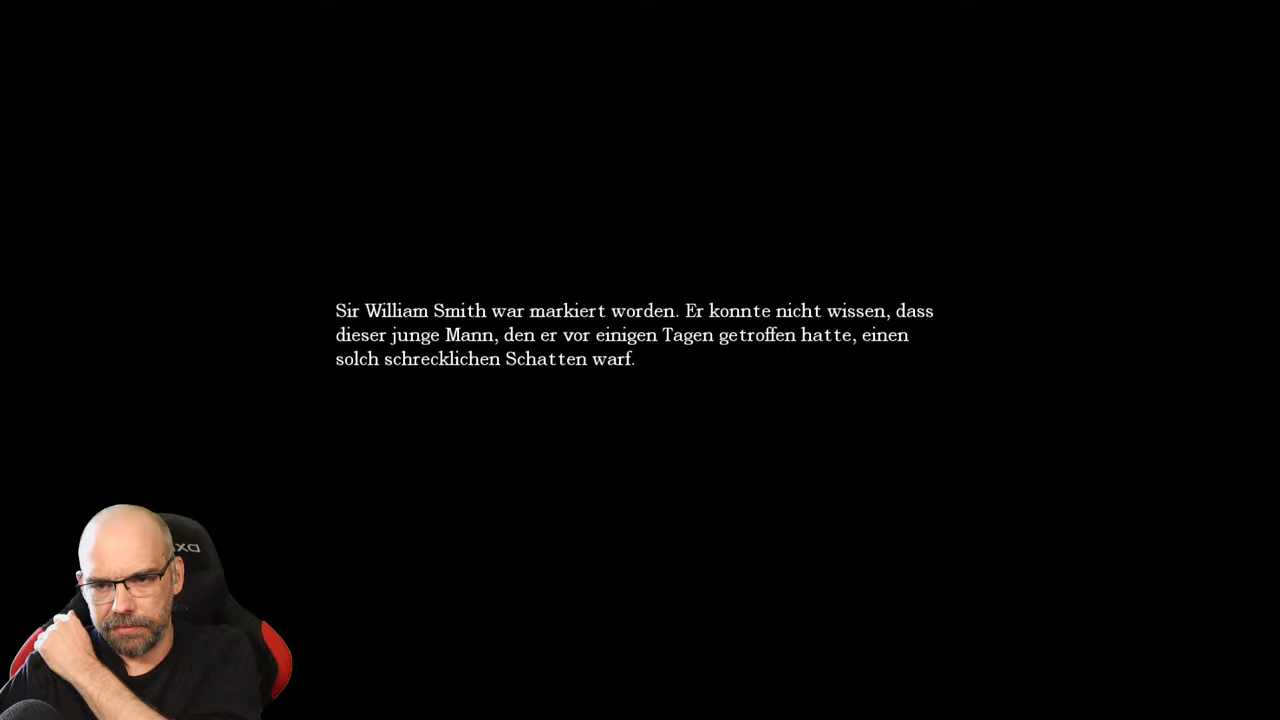 Sir William Smith war markiert worden. Er konnte nicht wissen, dass
dieser junge Mann, den er vor einigen Tagen getroffen hatte, einen
solch schrecklichen Schatten warf.